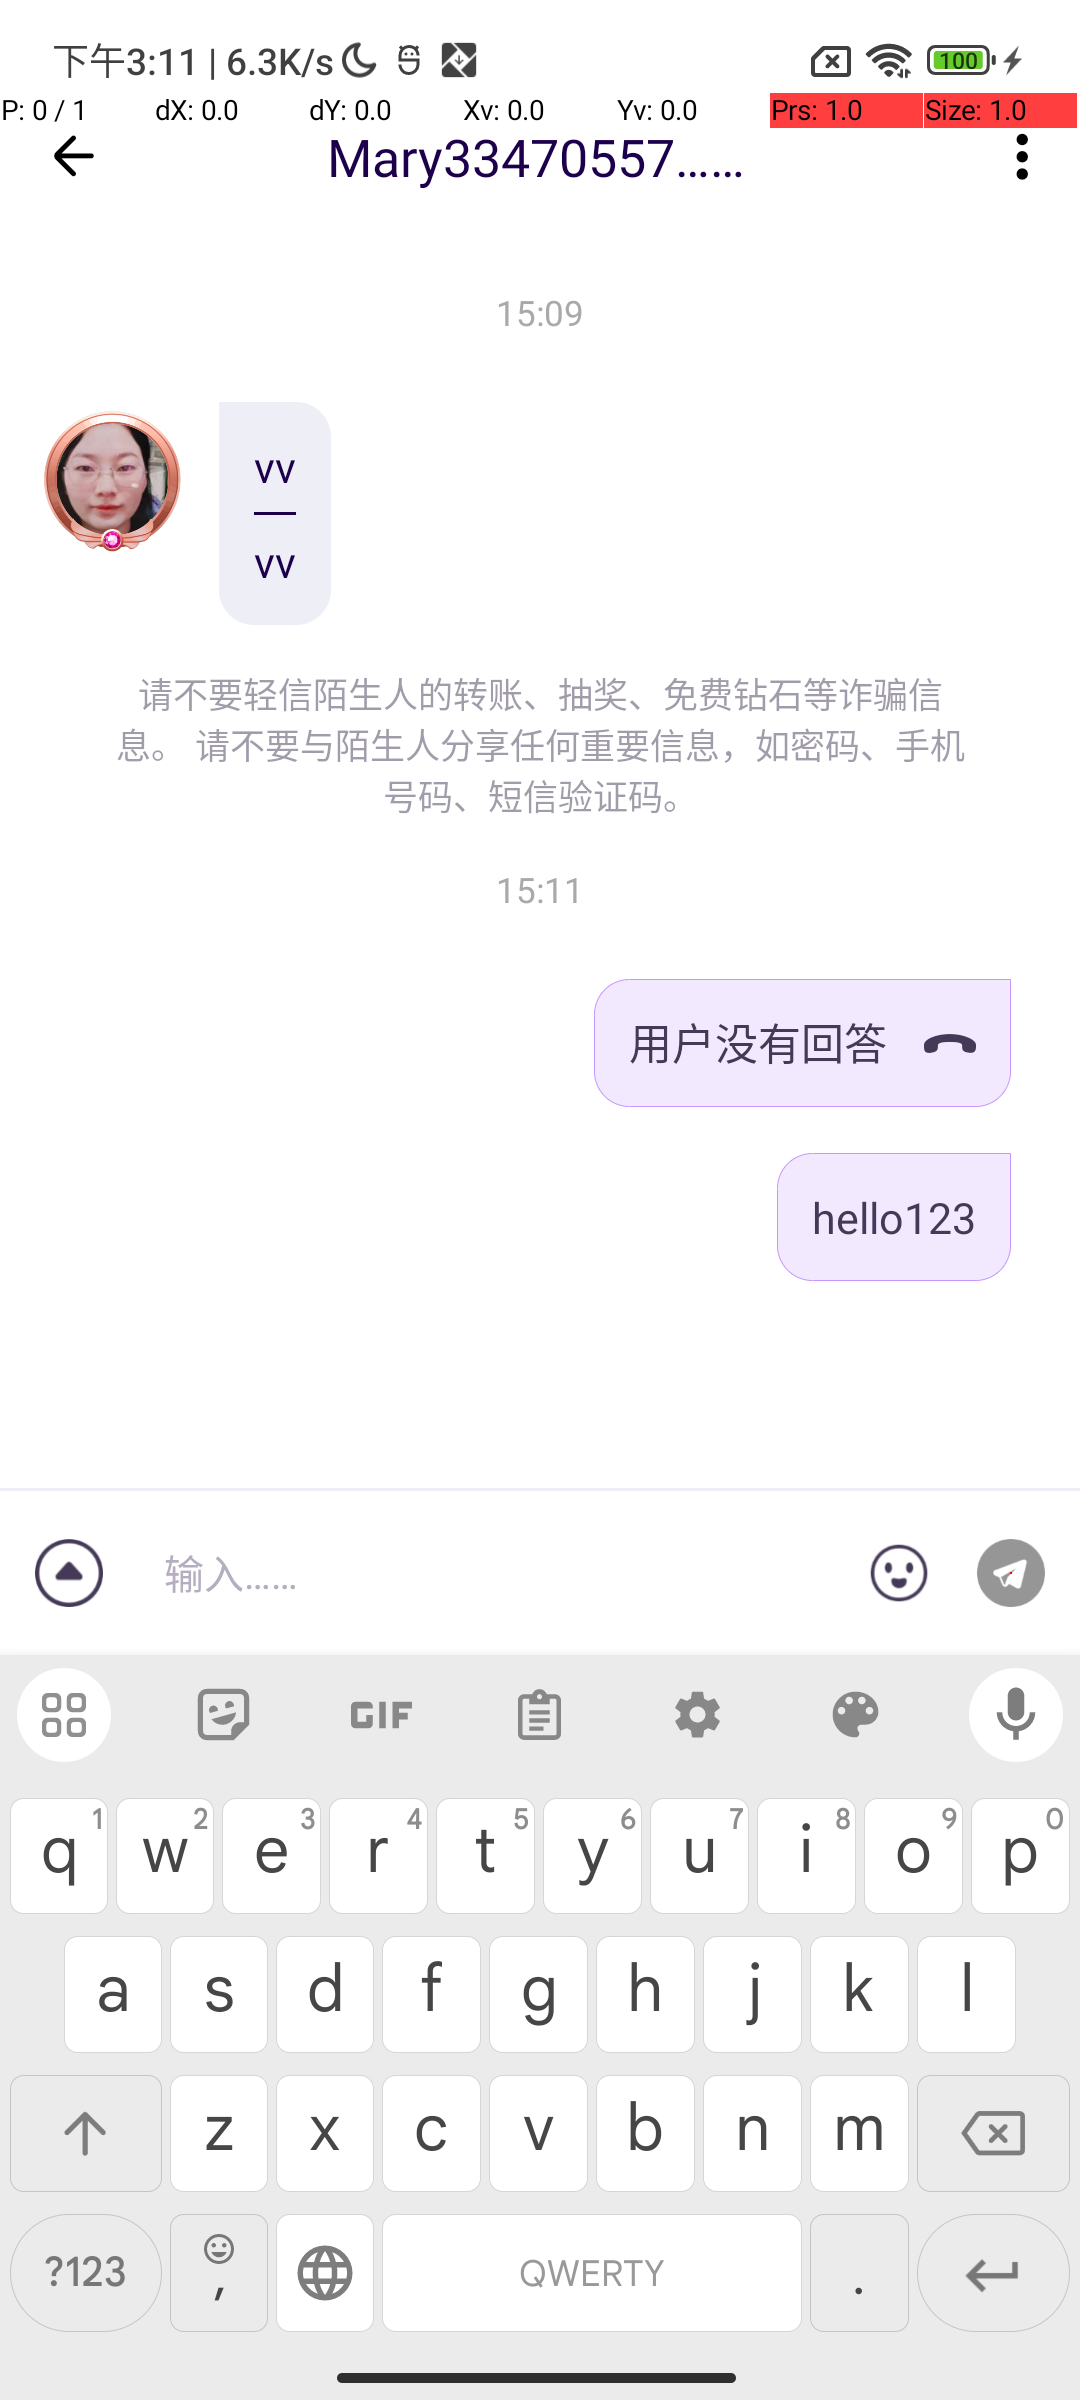 下午3:11 | 6.3K/s
100
P: 0 / 1 dX: 0.0 dY: 0.0 Xv: 0.0 Yv: 0.0 Prs: 1.0 Size: 1.0
Mary33470557……
15:09
vv
vv
请不要轻信陌生人的转账、抽奖、免费钻石等诈骗信
息。 请不要与陌生人分享任何重要信息，如密码、手机
号码、短信验证码。
15:11
用户没有回答
hello123
输入……
GIF
q 1 w 2 e 3 r 4 t 5 y 6 u 7 i 8 o 9 p 0
a s d f g h j k l
z x c v b n m
?123 , QWERTY .